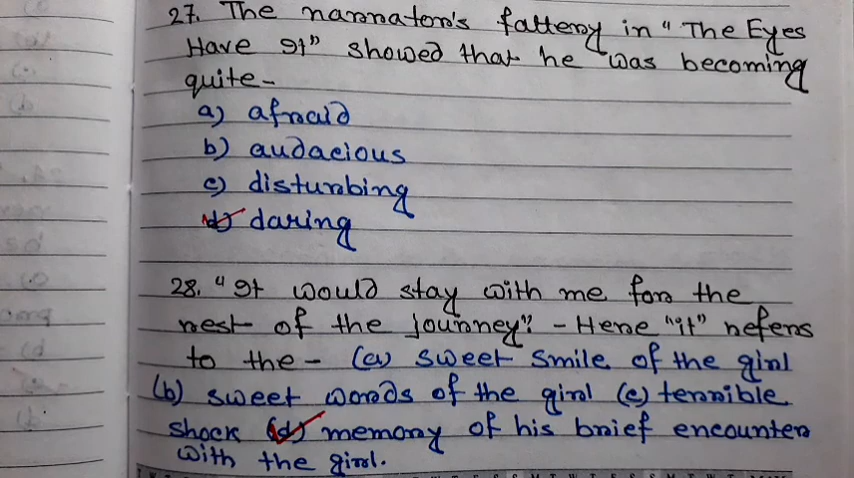 27. The narrator's fattery in "The Eyes
Have It" showed that he was becoming
quite-
a) afraid
b) audacious
c) disturbing
d) daring
28. "It would stay with me for the
rest of the journey". - Here "it" refers
to the - (a) sweet smile of the girl
(b) sweet words of the girl (c) terrible
shock (d) memory of his brief encounter
with the girl.